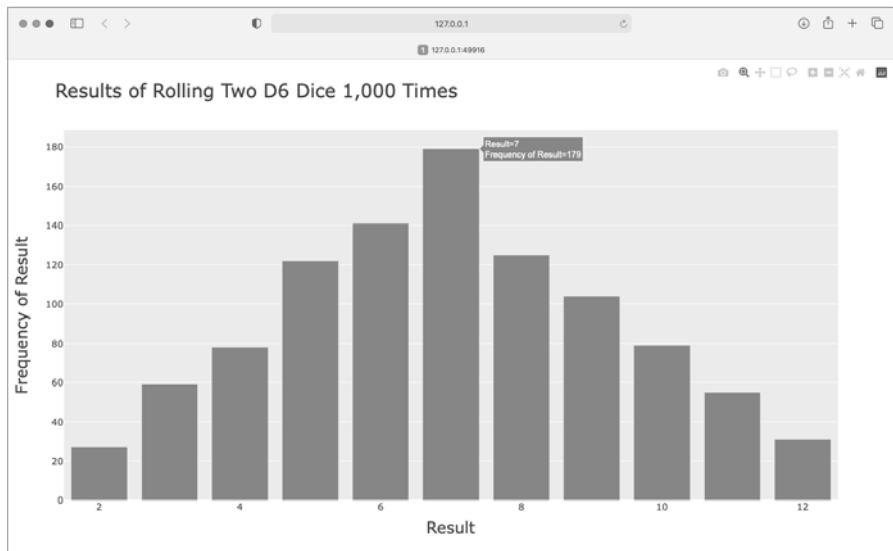 127.0.0.1
1 127.0.0.1:49916
Results of Rolling Two D6 Dice 1,000 Times
Result=7
Frequency of Result=179
180
160
140
120
100
80
60
40
20
0
Frequency of Result
2 4 6 8 10 12
Result